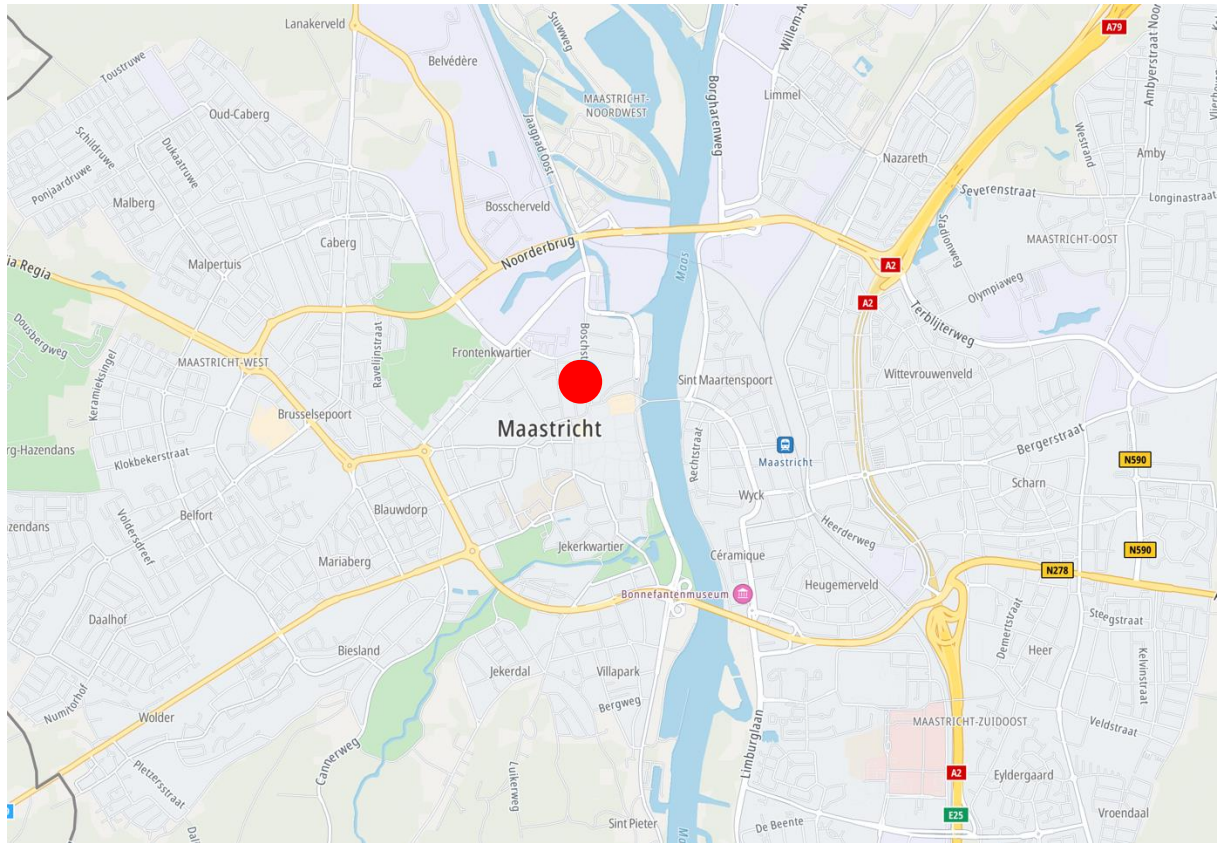 Lanakerveld
Stuwweg
Willem-A
A79
Ambyerstraat Noor
Toustruwe
Belvédère
MAASTRICHT-
NOORDWEST
Borgharenweg
Limmel
Oud-Caberg
Jaagpad Oost
Schildruwe
Dukaatruwe
Westrand
Amby
Nazareth
Ponjaardruwe
Severenstraat
Longinastraat
Malberg
Bosscherveld
Stadionweg
MAASTRICHT-OOST
Caberg
Noorderbrug
Maas
Malpertuis
ia Regia
A2
Olympiaweg
A2
Terblijterweg
Dousbergweg
Keramieksingel
MAASTRICHT-WEST
Ravelijnstraat
Frontenkwartier
Boschst
Sint Maartenspoort
Wittevrouwenveld
Brusselsepoort
Maastricht
Rechtstraat
Maastricht
Bergerstraat
N590
rg-Hazendans
Klokbekerstraat
Scharn
Wyck
Blauwdorp
Belfort
Voldersdreef
azendans
Heerderweg
Jekerkwartier
Mariaberg
Céramique
N590
N278
Heugemerveld
Bonnefantenmuseum
Daalhof
Demertstraat
Steegstraat
Biesland
Jekerdal
Villapark
Heer
Kelvinstraat
Numitorhof
Bergweg
Wolder
MAASTRICHT-ZUIDOOST
Veldstraat
Cannerweg
Luikerweg
Limburglaan
Pletzersstraat
A2
Eyldergaard
Sint Pieter
De Beente
E25
Vroendaal